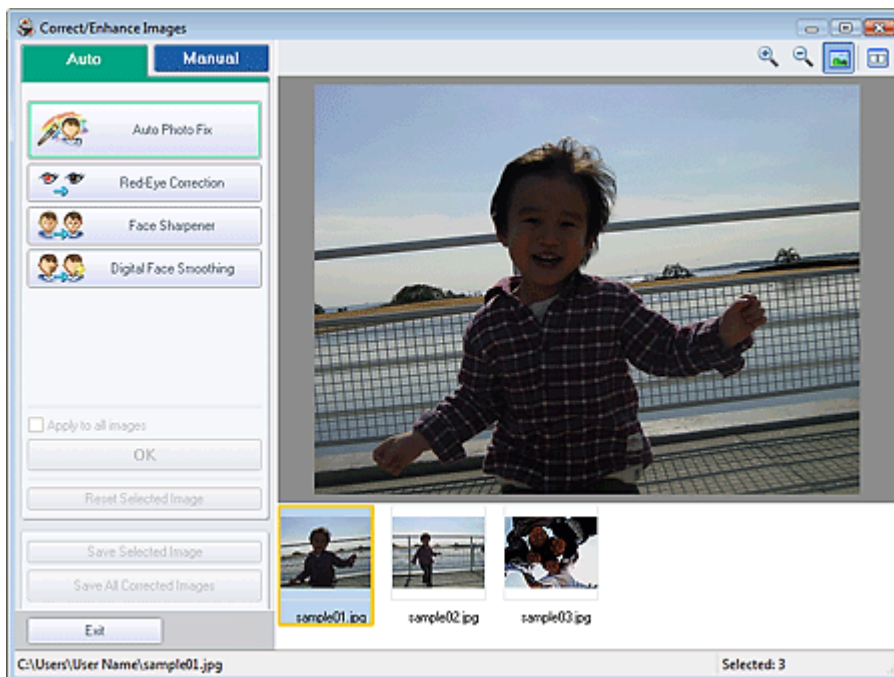 Correct/Enhance Images
Auto
Manual
Auto Photo Fix
Red-Eye Correction
Face Sharpener
Digital Face Smoothing
Apply to all images
OK
Reset Selected Image
Save Selected Image
Save All Corrected Images
Exit
sample01.jpg
sample02.jpg
sample03.jpg
C:\Users\User Name\sample01.jpg
Selected: 3